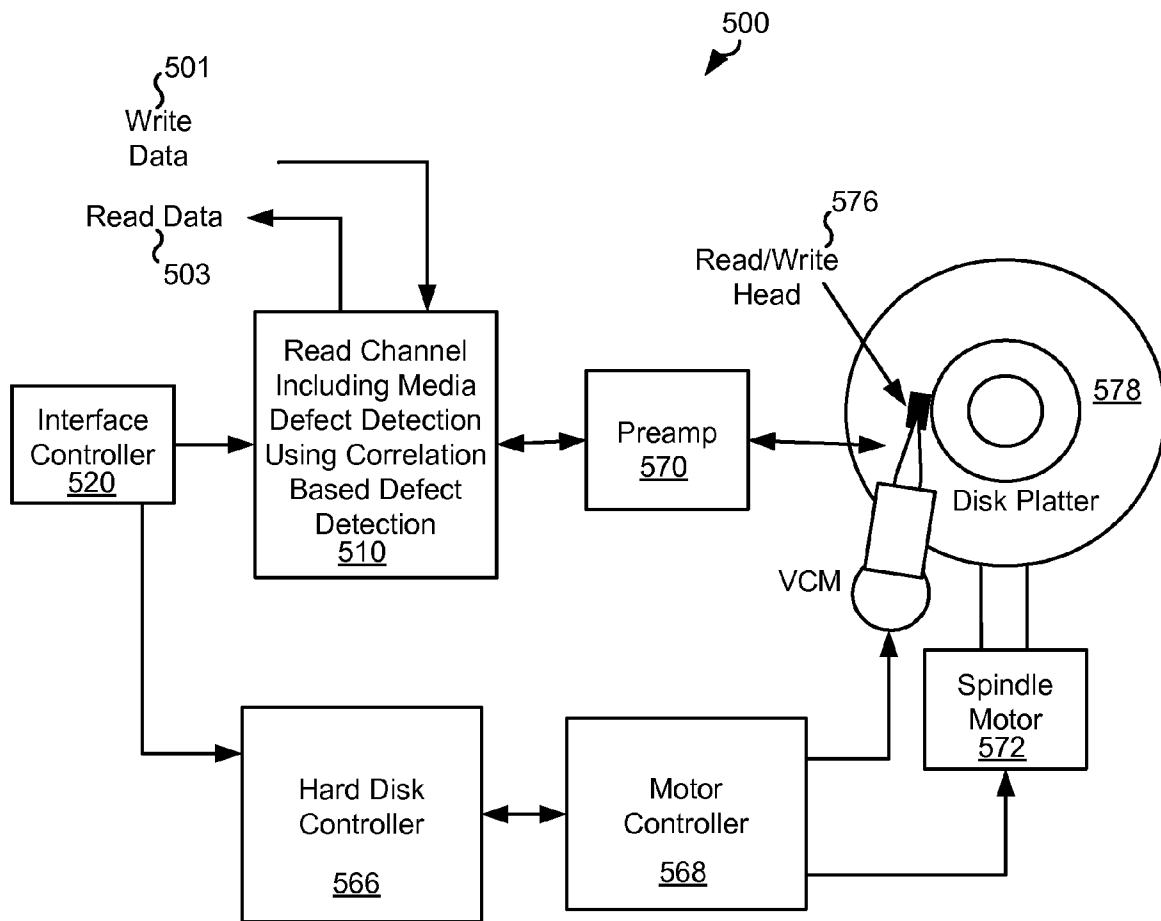 500
501
Write
Data
Read Data
503
576
Read/Write
Head
Read Channel
Including Media
Defect Detection
Using Correlation
Based Defect
Detection
510
Interface
Controller
520
Preamp
570
578
Disk Platter
VCM
Spindle
Motor
572
Hard Disk
Controller
566
Motor
Controller
568